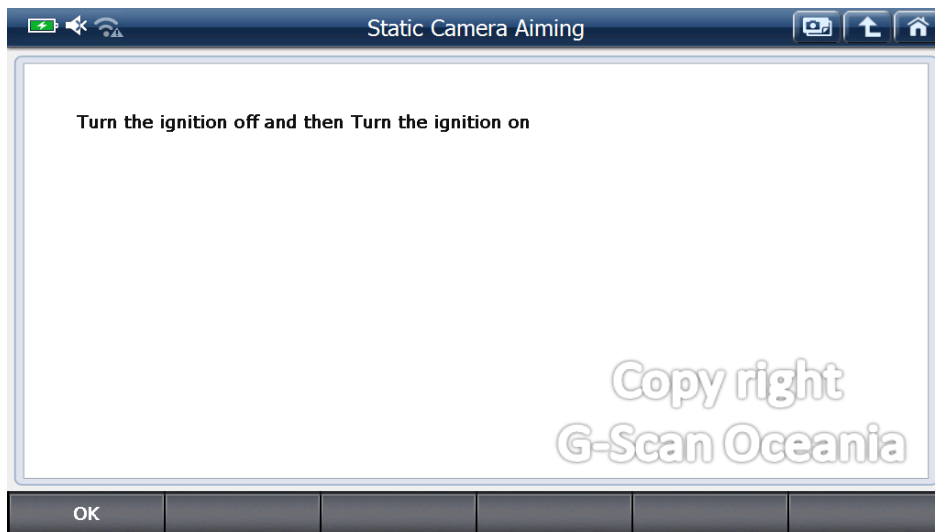 Static Camera Aiming
Turn the ignition off and then Turn the ignition on
Copy right
G-Scan Oceania
OK